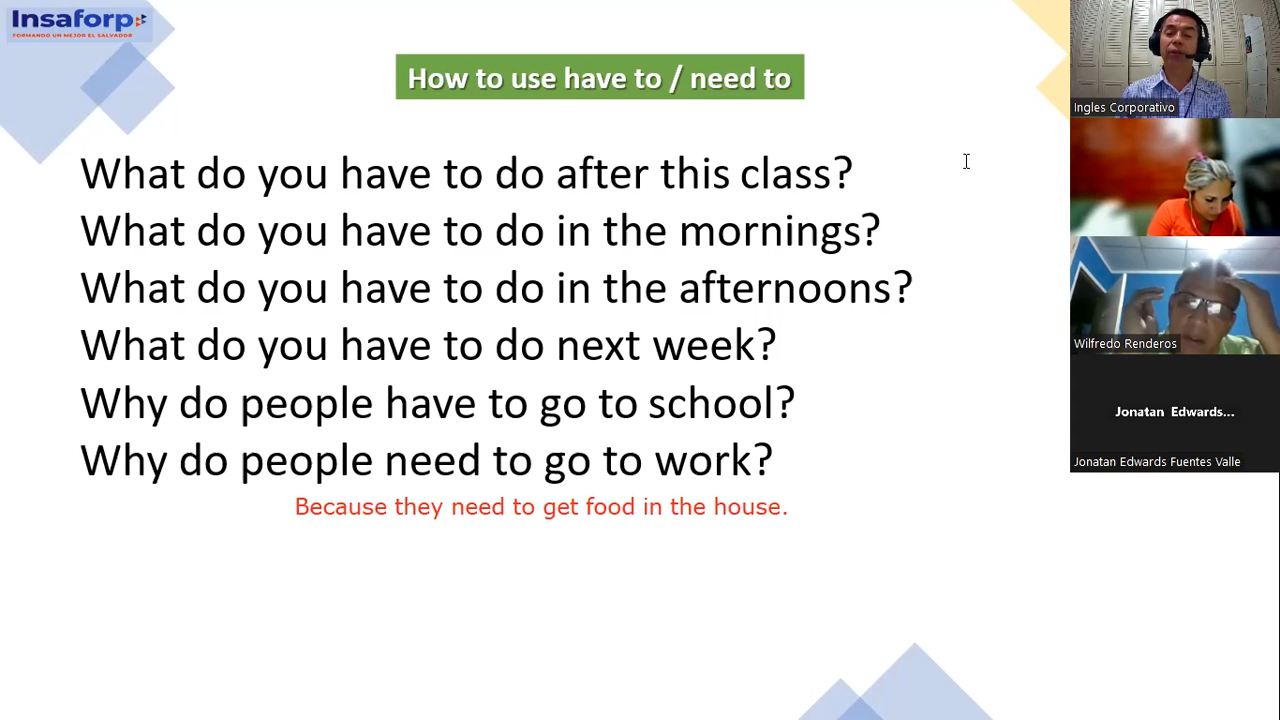 Insaforp
FORMANDO UN MEJOR EL SALVADOR
How to use have to / need to
What do you have to do after this class?
What do you have to do in the mornings?
What do you have to do in the afternoons?
What do you have to do next week?
Why do people have to go to school?
Why do people need to go to work?
Because they need to get food in the house.
Ingles Corporativo
Wilfredo Renderos
Jonatan Edwards...
Jonatan Edwards Fuentes Valle